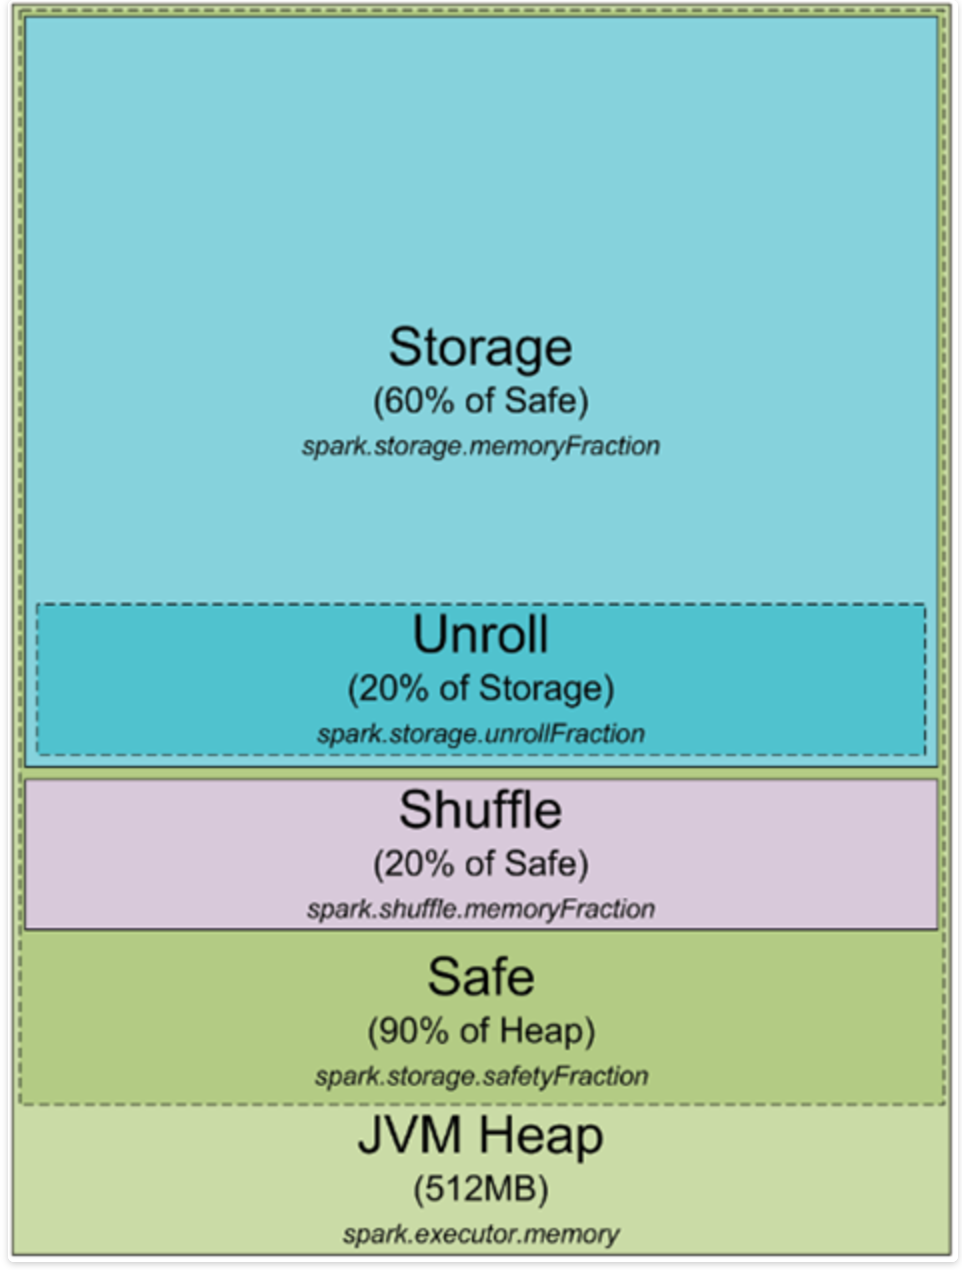 Storage
(60% of Safe)
spark.storage.memoryFraction
Unroll
(20% of Storage)
spark.storage.unrollFraction
Shuffle
(20% of Safe)
spark.shuffle.memoryFraction
Safe
(90% of Heap)
spark.storage.safetyFraction
JVM Heap
(512MB)
spark.executor.memory